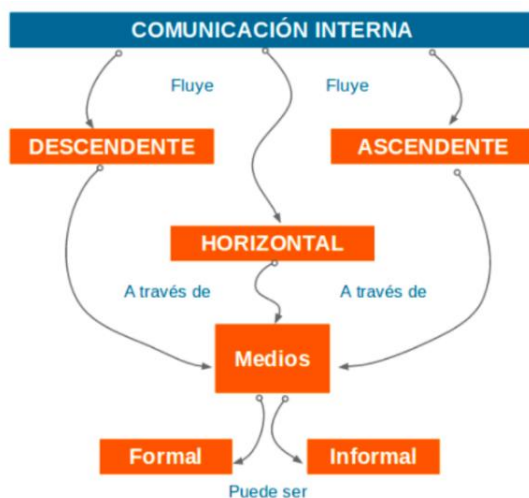 COMUNICACIÓN INTERNA
Fluye
Fluye
DESCENDENTE
ASCENDENTE
HORIZONTAL
A través de
A través de
Medios
Formal
Informal
Puede ser